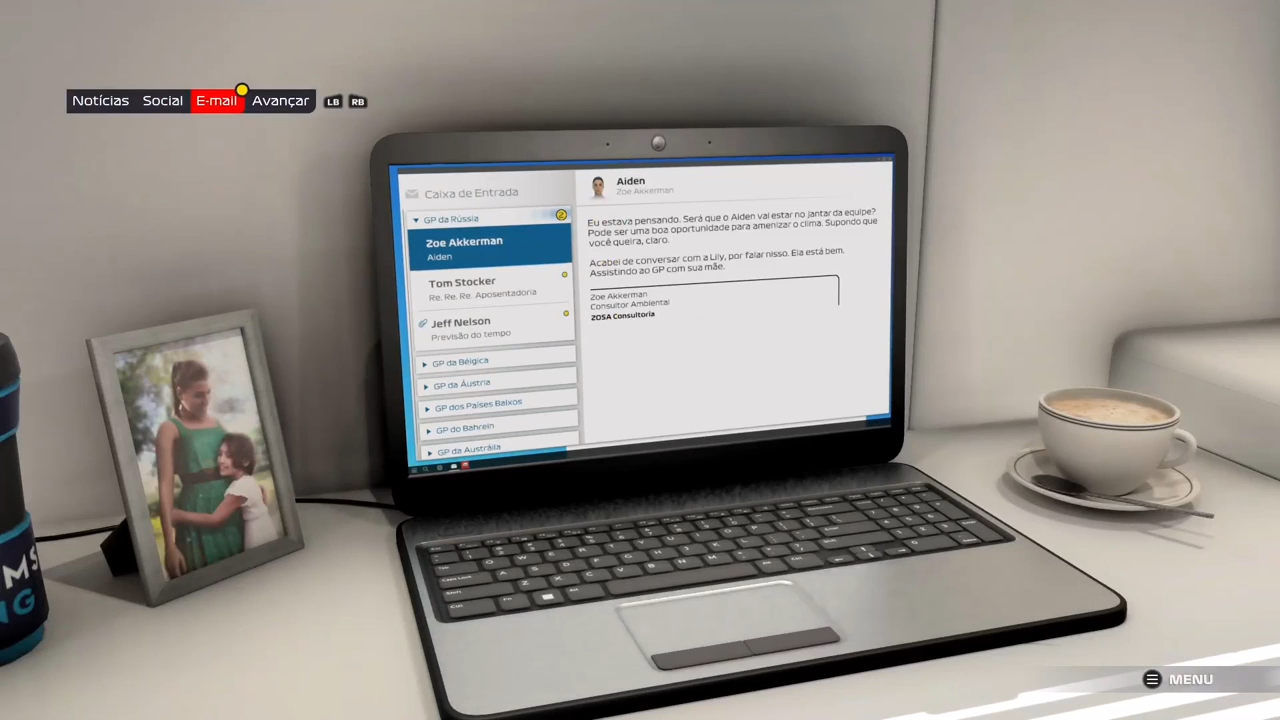 Notícias Social E-mail Avançar LB RB
Caixa de Entrada
GP da Rússia 2
Zoe Akkerman
Aiden
Tom Stocker
Re. Re. Re. Aposentadoria
Jeff Nelson
Previsão do tempo
GP da Bélgica
GP da Áustria
GP dos Países Baixos
GP do Bahrein
GP da Austrália
Aiden
Zoe Akkerman
Eu estava pensando. Será que o Aiden vai estar no jantar da equipe?
Pode ser uma boa oportunidade para amenizar o clima. Supondo que
você queira, claro.
Acabei de conversar com a Lily, por falar nisso. Ela está bem.
Assistindo ao GP com sua mãe.
Zoe Akkerman
Consultor Ambiental
ZOSA Consultoria
MENU